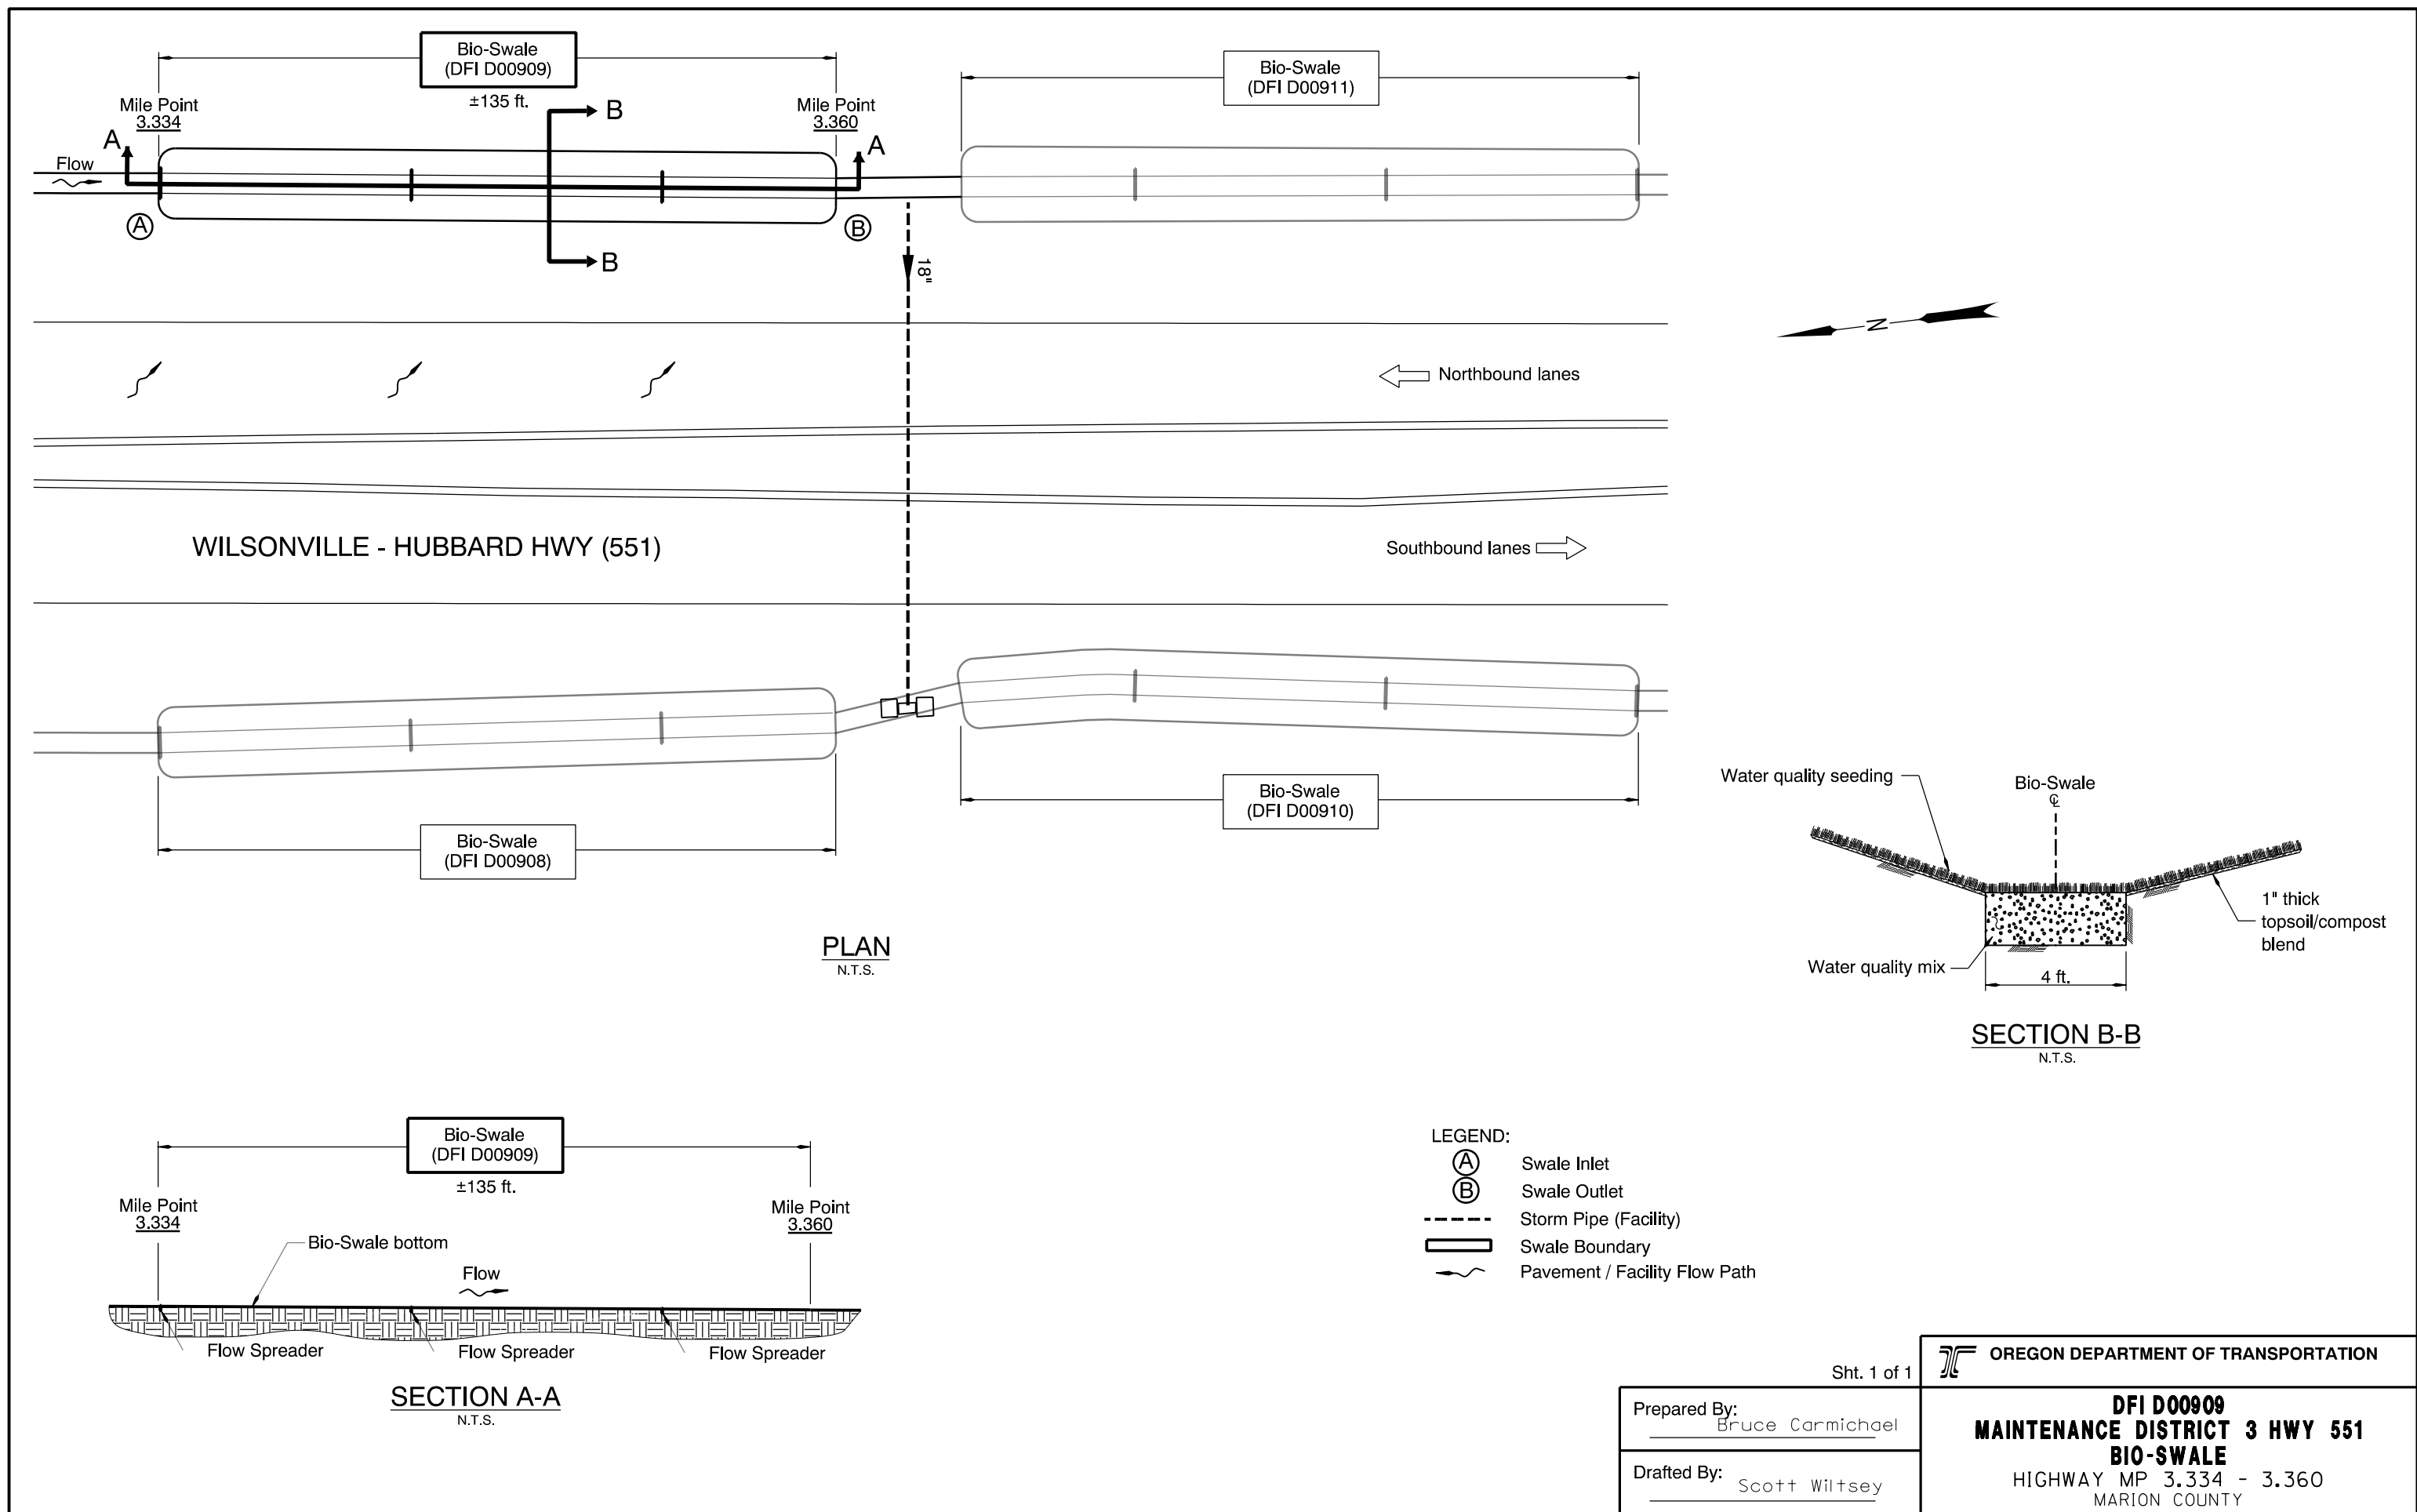 Bio-Swale
(DFI D00909)
±135 ft.
Mile Point
3.334
Mile Point
3.360
Bio-Swale
(DFI D00911)
A
B
A
Flow
A
B
B
18"
N
Northbound lanes
WILSONVILLE - HUBBARD HWY (551)
Southbound lanes
Bio-Swale
(DFI D00908)
Bio-Swale
(DFI D00910)
PLAN
N.T.S.
Water quality seeding
Bio-Swale
℄
1" thick
topsoil/compost
blend
Water quality mix
4 ft.
SECTION B-B
N.T.S.
Bio-Swale
(DFI D00909)
±135 ft.
Mile Point
3.334
Mile Point
3.360
Bio-Swale bottom
Flow
Flow Spreader
Flow Spreader
Flow Spreader
SECTION A-A
N.T.S.
LEGEND:
A Swale Inlet
B Swale Outlet
Storm Pipe (Facility)
Swale Boundary
Pavement / Facility Flow Path
Sht. 1 of 1
OREGON DEPARTMENT OF TRANSPORTATION
Prepared By:
Bruce Carmichael
Drafted By:
Scott Wiltsey
DFI D00909
MAINTENANCE DISTRICT 3 HWY 551
BIO-SWALE
HIGHWAY MP 3.334 - 3.360
MARION COUNTY